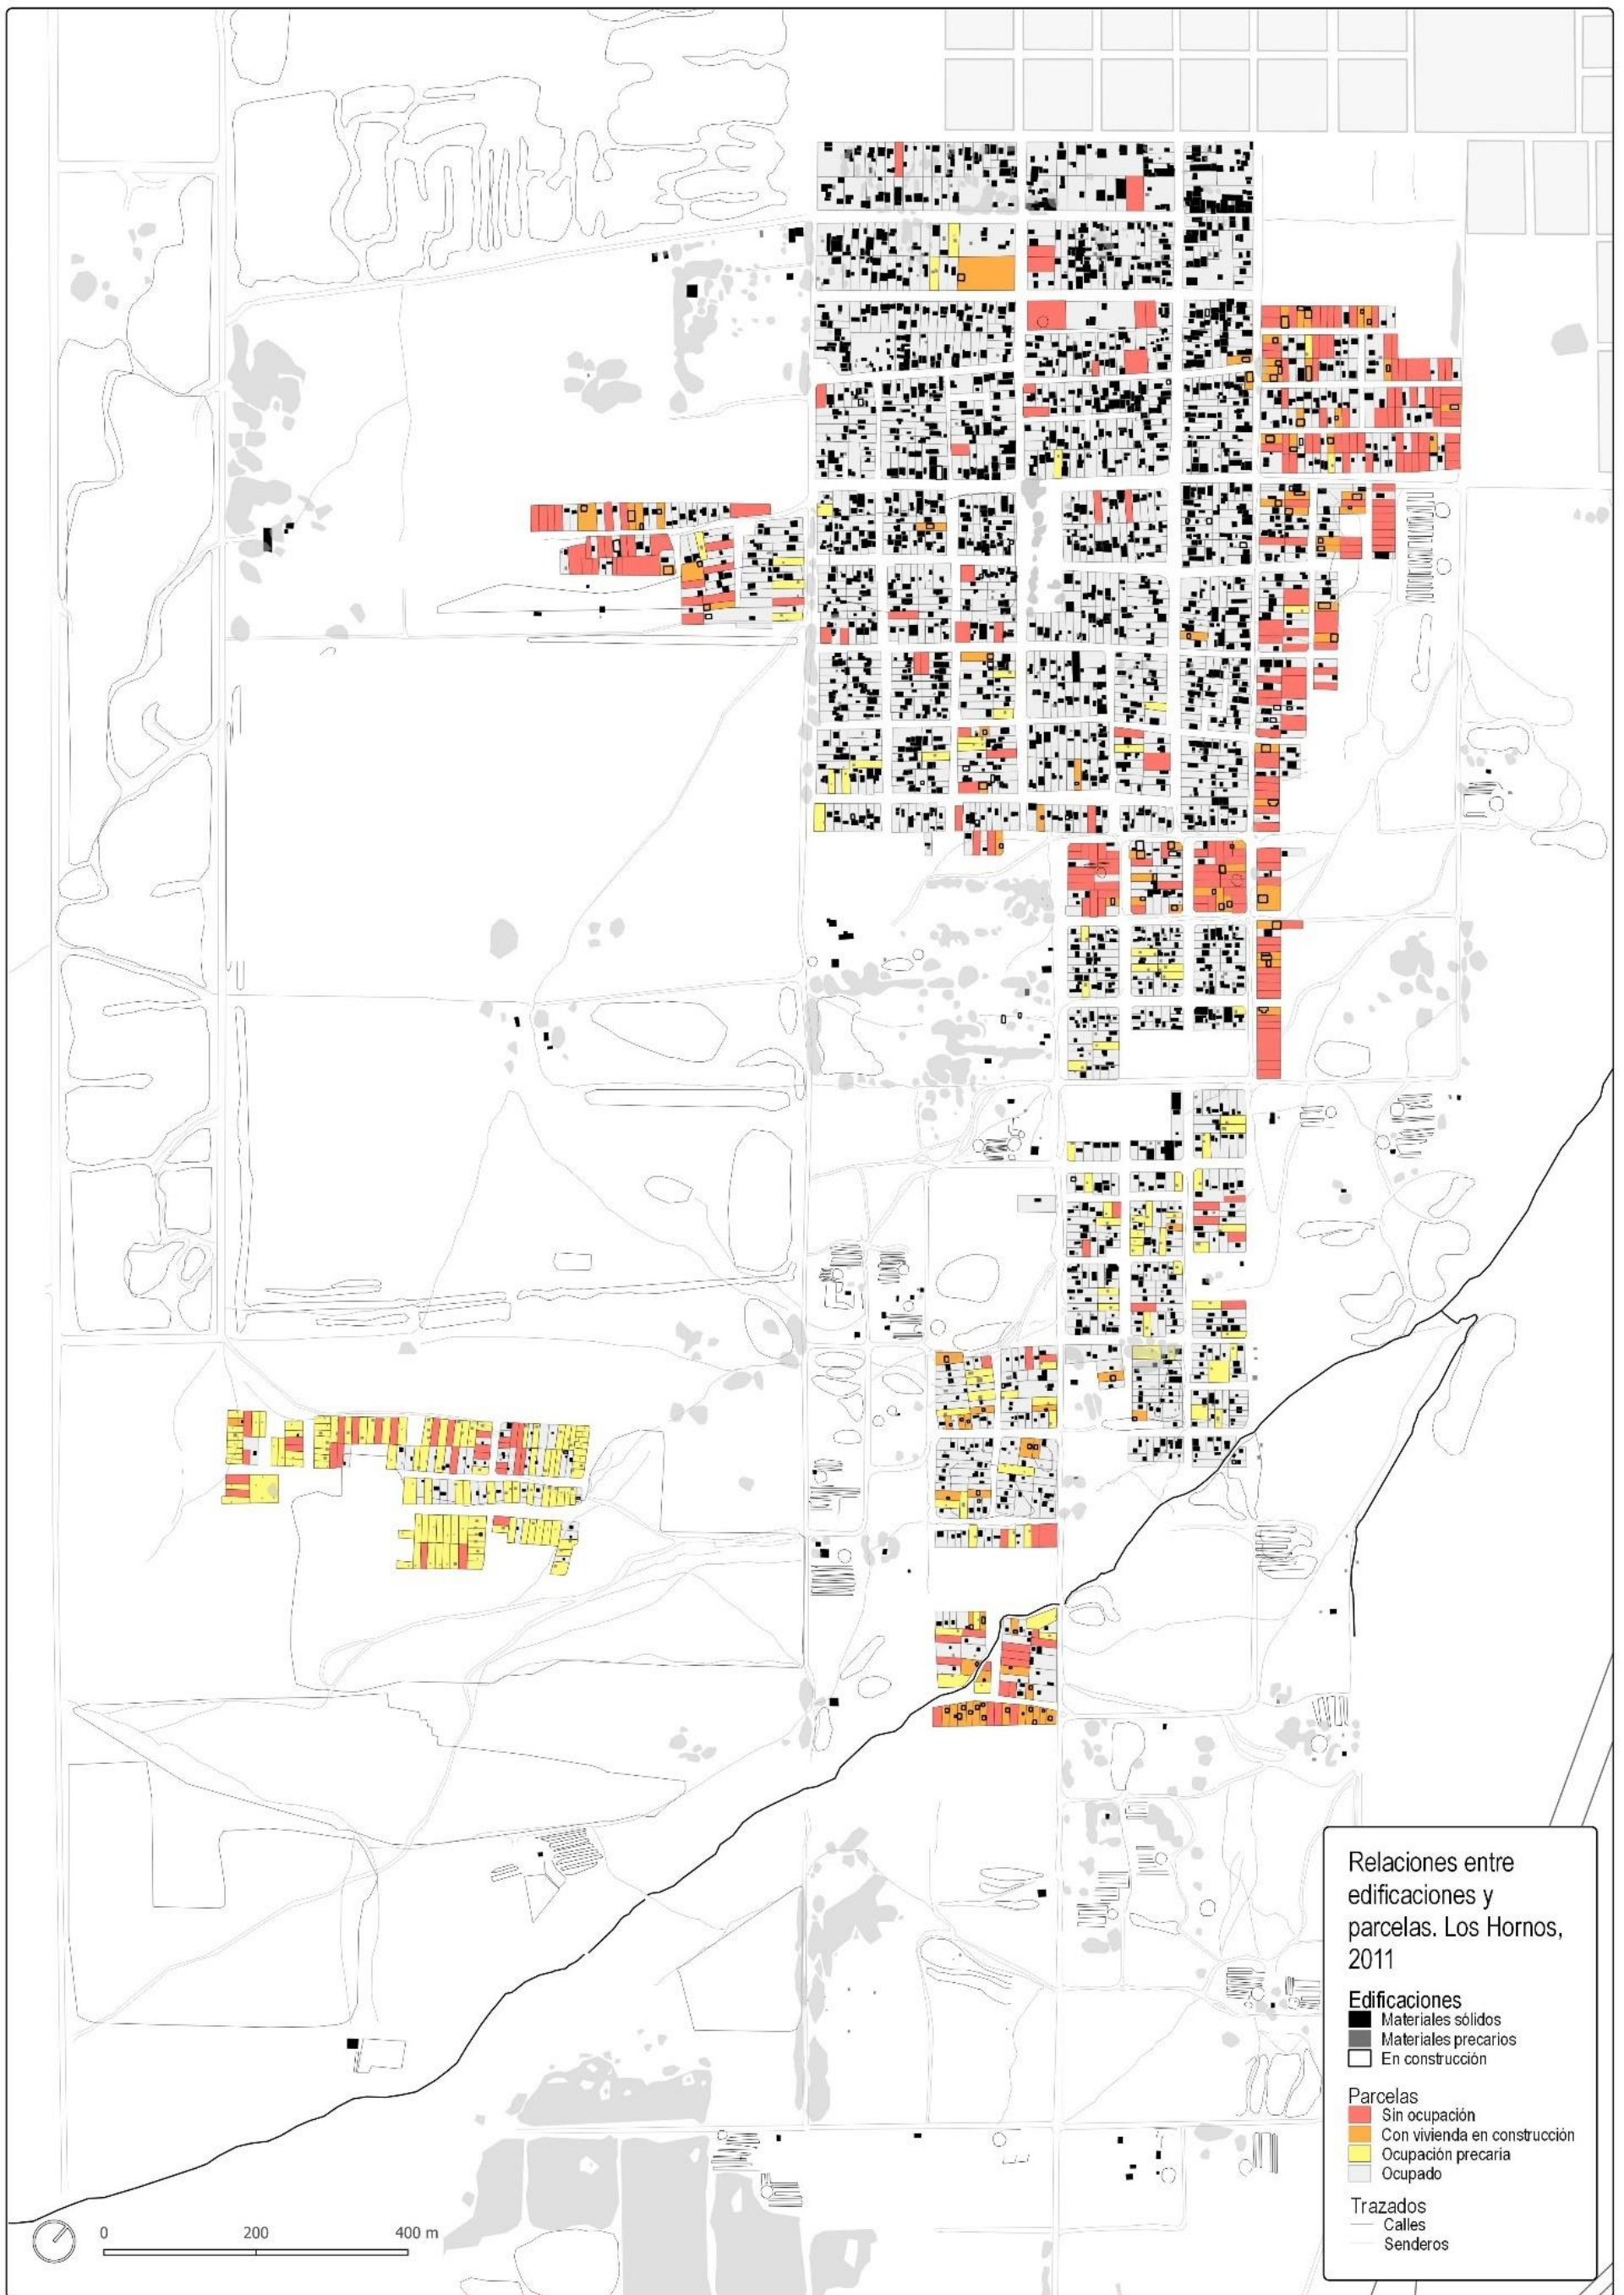 Relaciones entre
edificaciones y
parcelas. Los Hornos,
2011
Edificaciones
Materiales sólidos
Materiales precarios
En construcción
Parcelas
Sin ocupación
Con vivienda en construcción
Ocupación precaria
Ocupado
Trazados
Calles
Senderos
0 200 400 m